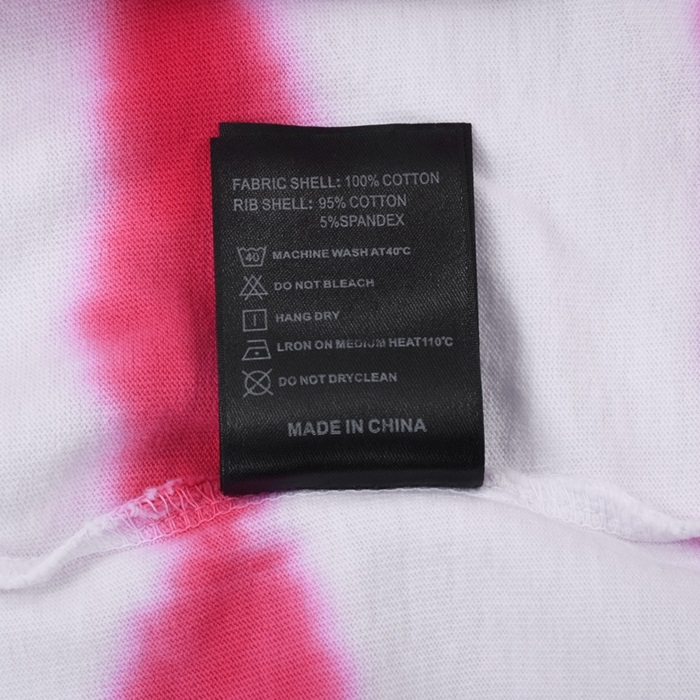 FABRIC SHELL: 100% COTTON
RIB SHELL: 95% COTTON
5%SPANDEX
40 MACHINE WASH AT40°C
DO NOT BLEACH
HANG DRY
LRON ON MEDIUM HEAT110°C
DO NOT DRYCLEAN
MADE IN CHINA